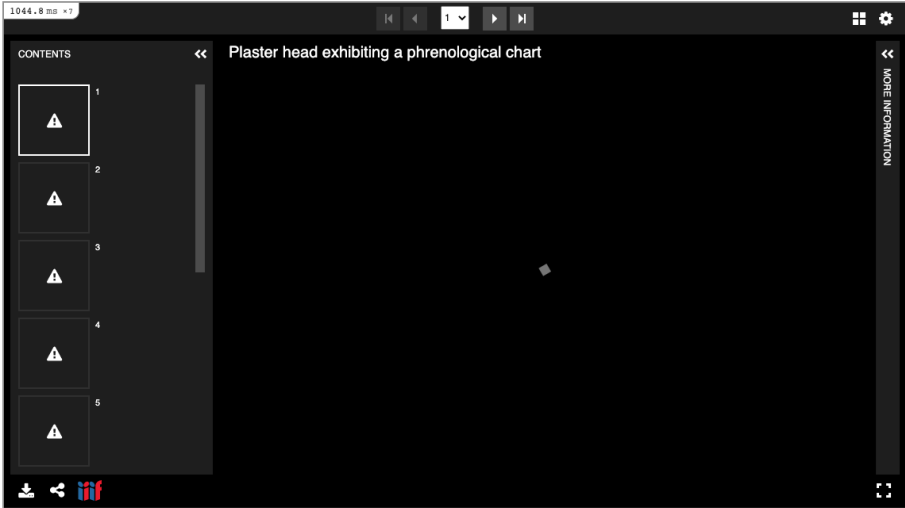 1044.8 ms ×7
1
CONTENTS
Plaster head exhibiting a phrenological chart
MORE INFORMATION
1
2
3
4
5
iiif